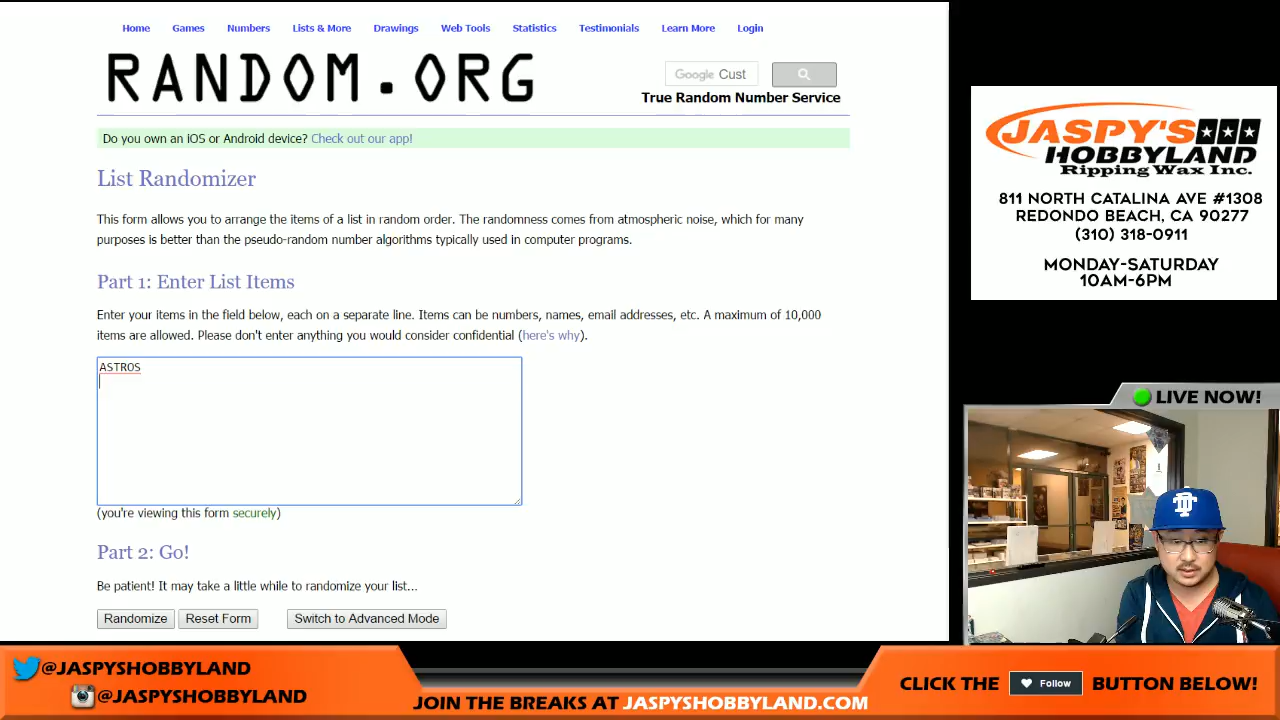 Home Games Numbers Lists & More Drawings Web Tools Statistics Testimonials Learn More Login
RANDOM.ORG
Google Cust
True Random Number Service
Do you own an iOS or Android device? Check out our app!
List Randomizer
This form allows you to arrange the items of a list in random order. The randomness comes from atmospheric noise, which for many
purposes is better than the pseudo-random number algorithms typically used in computer programs.
Part 1: Enter List Items
Enter your items in the field below, each on a separate line. Items can be numbers, names, email addresses, etc. A maximum of 10,000
items are allowed. Please don't enter anything you would consider confidential (here's why).
ASTROS
(you're viewing this form securely)
Part 2: Go!
Be patient! It may take a little while to randomize your list...
Randomize Reset Form Switch to Advanced Mode
JASPY'S
HOBBYLAND
Ripping Wax Inc.
811 NORTH CATALINA AVE #1308
REDONDO BEACH, CA 90277
(310) 318-0911
MONDAY-SATURDAY
10AM-6PM
LIVE NOW!
@JASPYSHOBBYLAND
@JASPYSHOBBYLAND
JOIN THE BREAKS AT JASPYSHOBBYLAND.COM
CLICK THE Follow BUTTON BELOW!